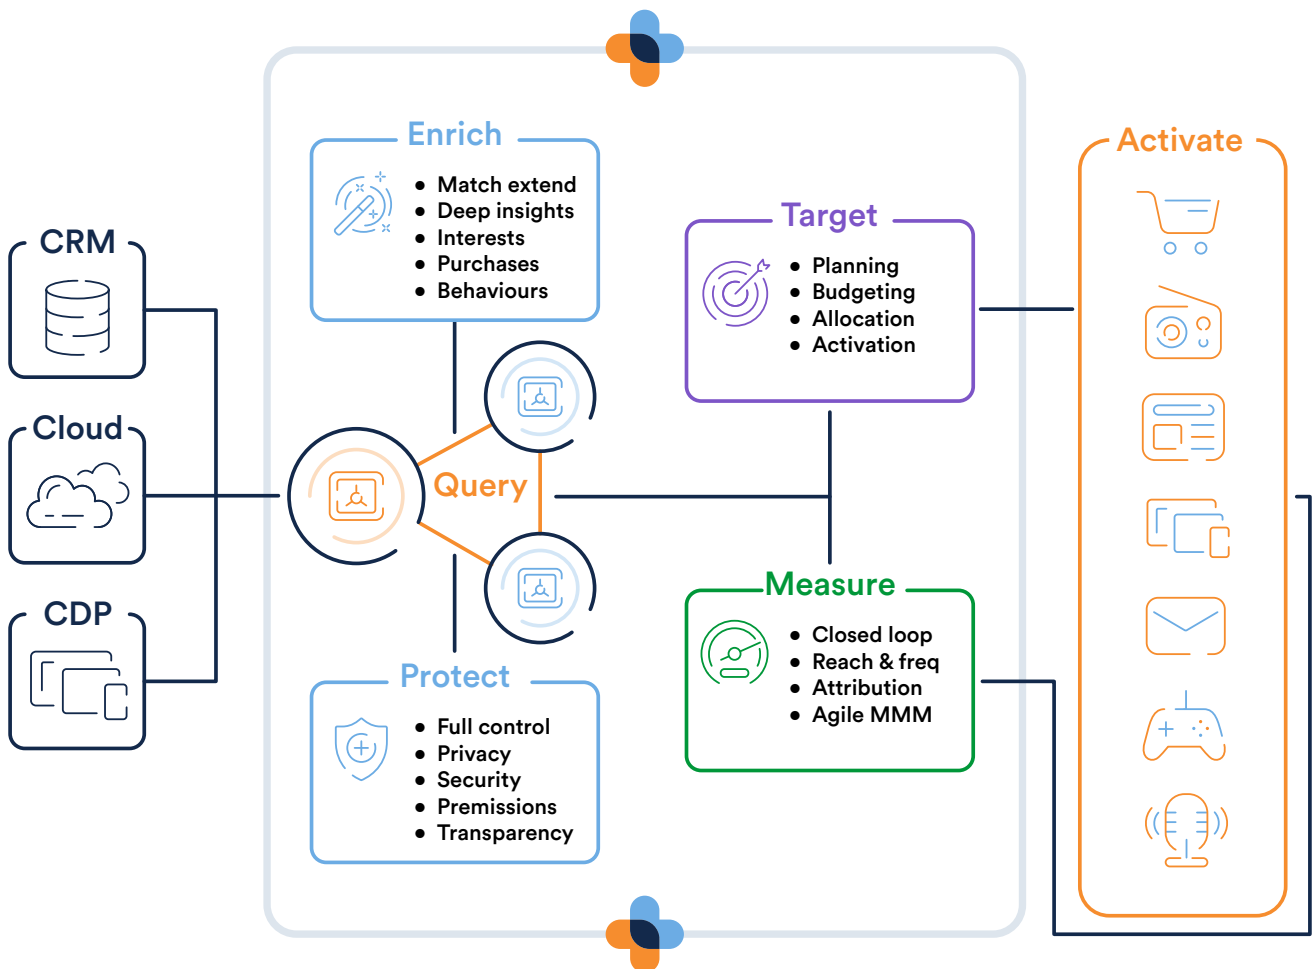 CRM
Cloud
CDP
Enrich
● Match extend
● Deep insights
● Interests
● Purchases
● Behaviours
Query
Protect
● Full control
● Privacy
● Security
● Premissions
● Transparency
Target
● Planning
● Budgeting
● Allocation
● Activation
Measure
● Closed loop
● Reach & freq
● Attribution
● Agile MMM
Activate